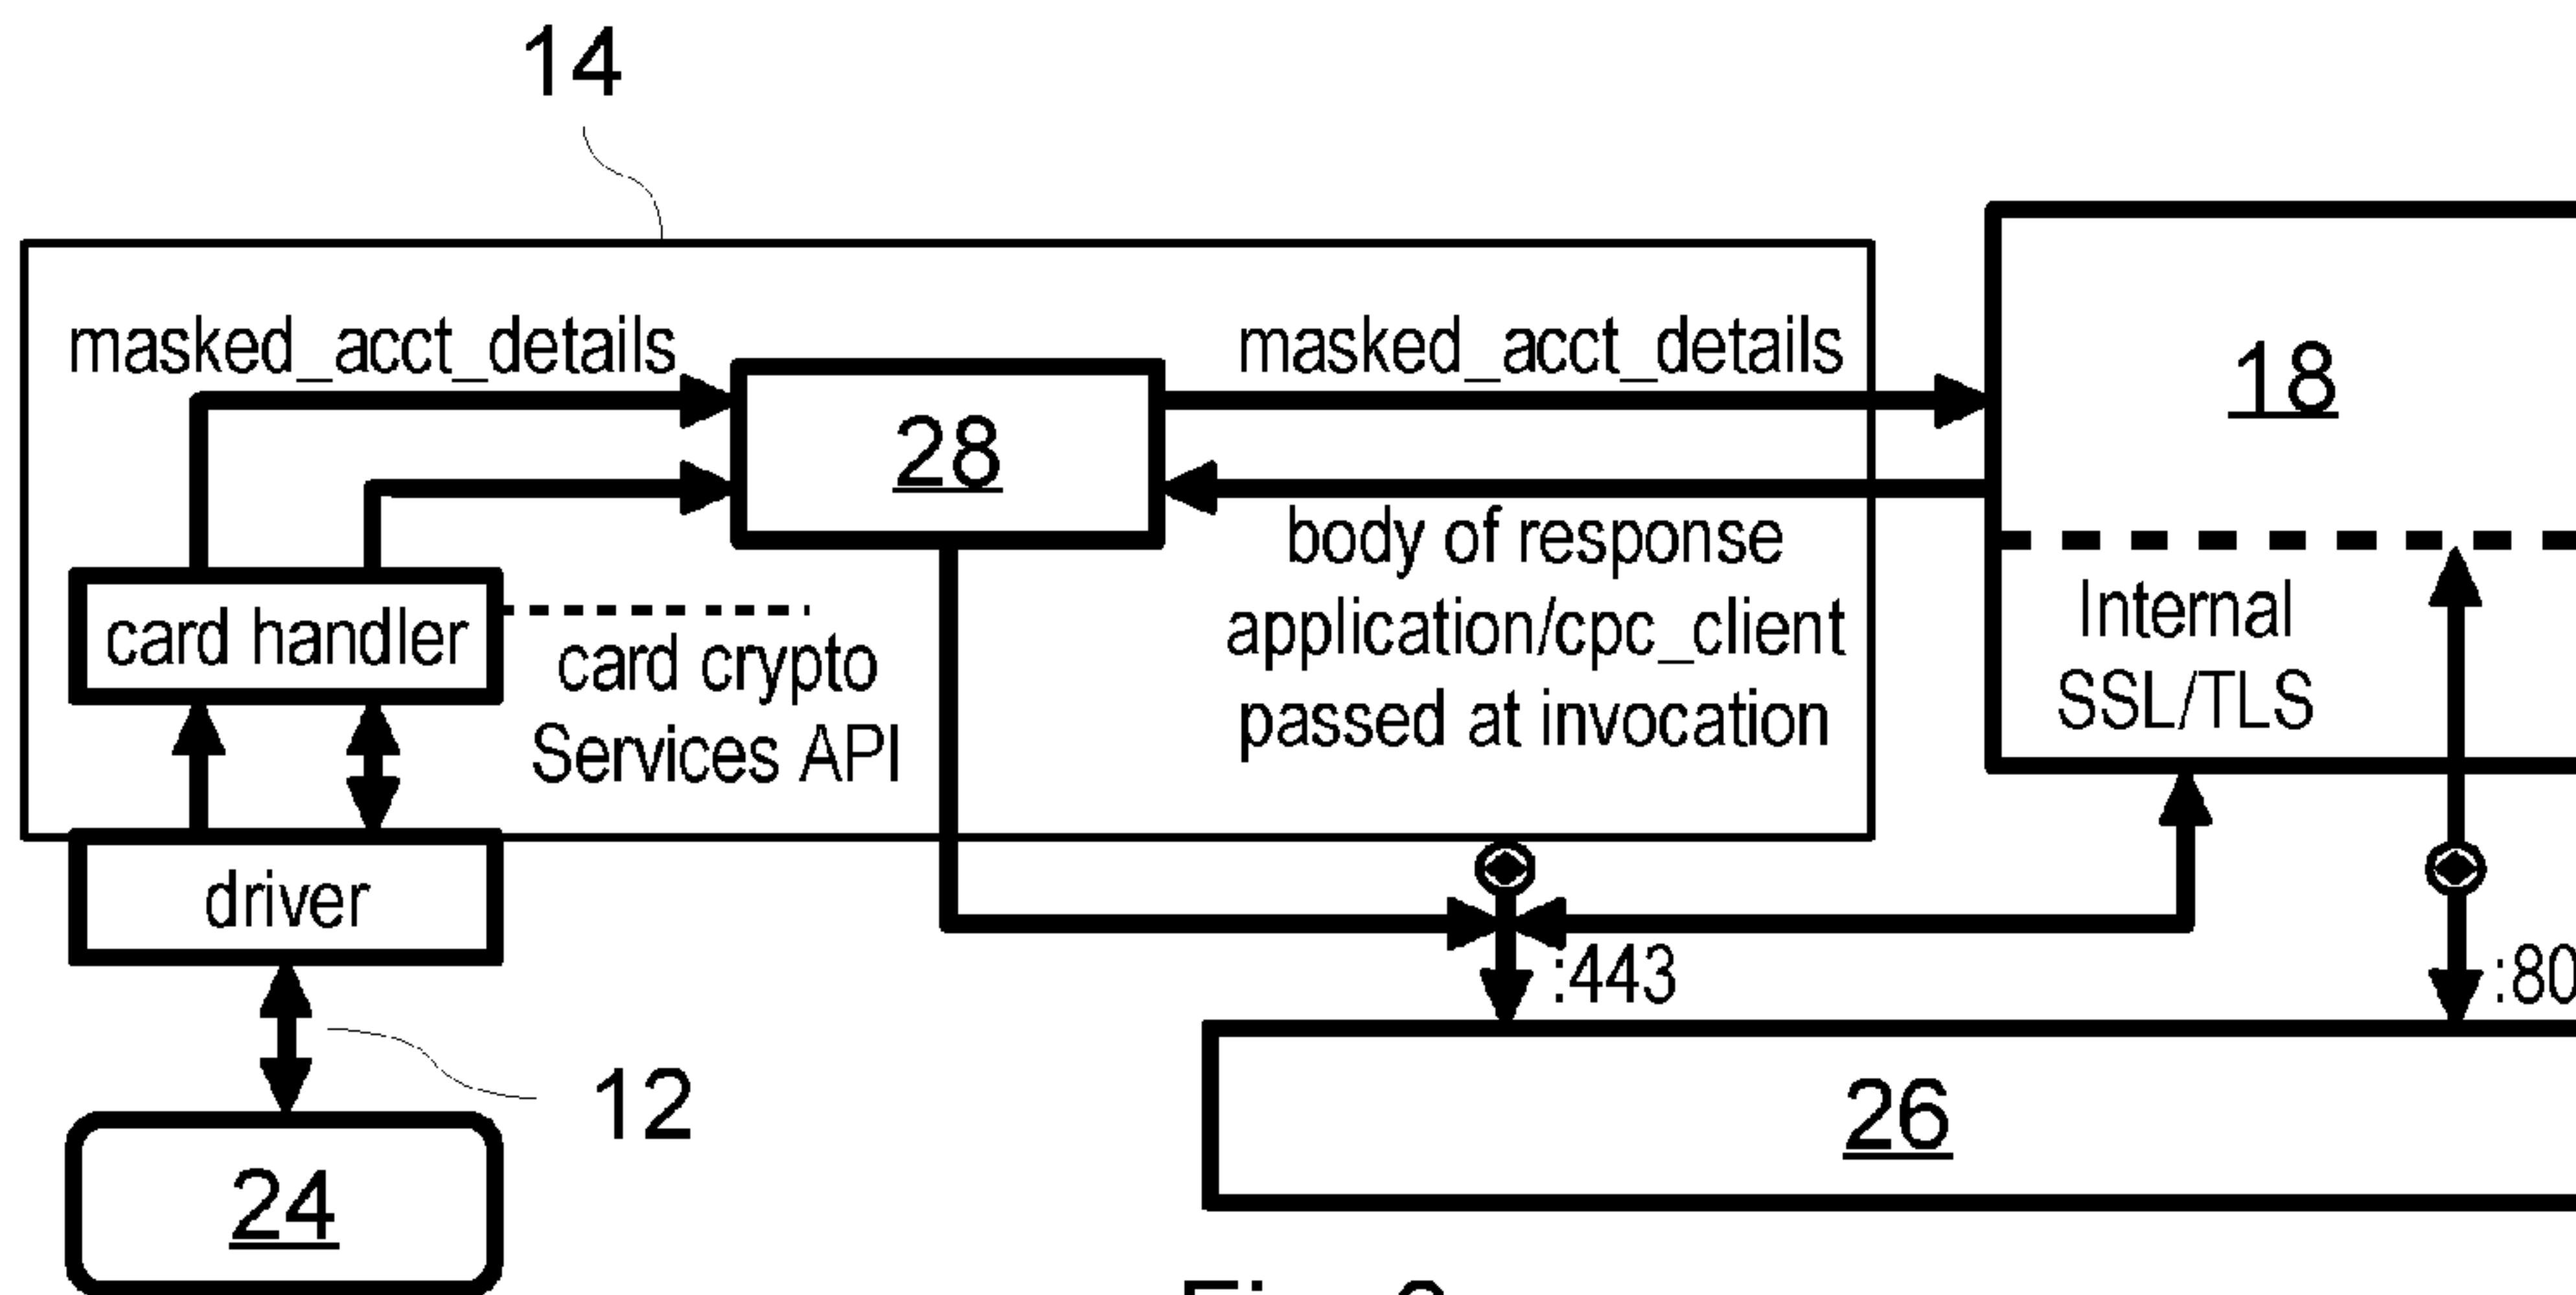 14
masked_acct_details
masked_acct_details
18
28
body of response
application/cpc_client
passed at invocation
Internal
SSL/TLS
card handler
card crypto
Services API
driver
:443
:80
12
26
24